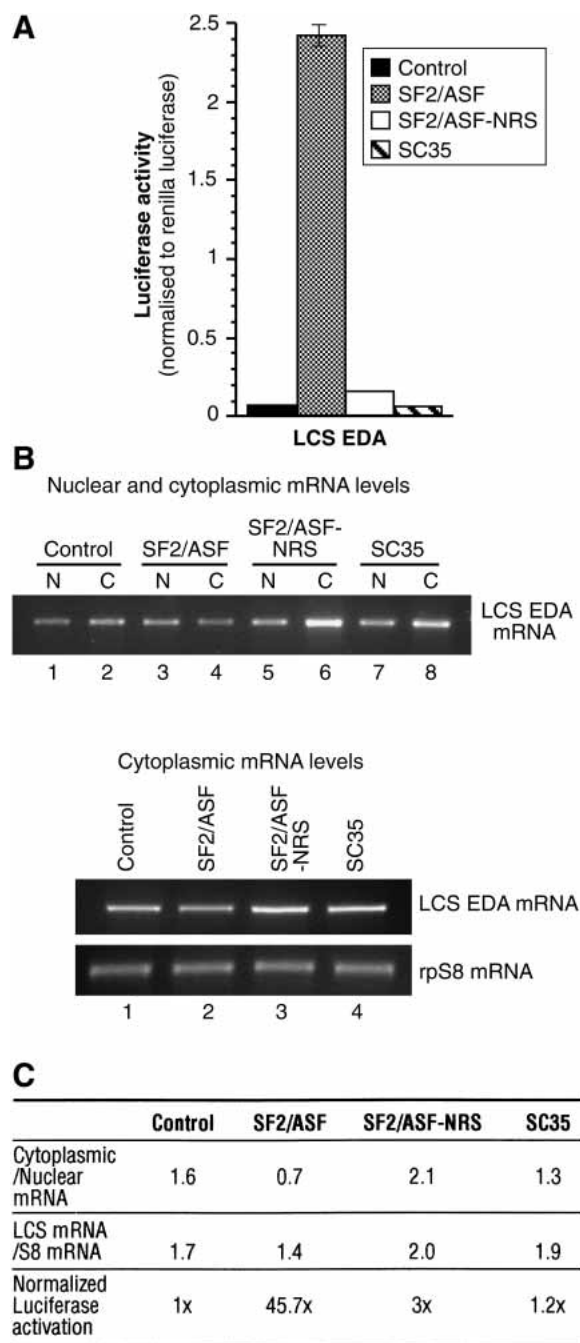 A
2.5
2
1.5
1
0.5
0
Luciferase activity
(normalised to renilla luciferase)
Control
SF2/ASF
SF2/ASF-NRS
SC35
LCS EDA
B
Nuclear and cytoplasmic mRNA levels
Control SF2/ASF SF2/ASF-NRS SC35
N C N C N C N C
LCS EDA
mRNA
1 2 3 4 5 6 7 8
Cytoplasmic mRNA levels
Control SF2/ASF SF2/ASF-NRS SC35
LCS EDA mRNA
rpS8 mRNA
1 2 3 4
C
Control SF2/ASF SF2/ASF-NRS SC35
Cytoplasmic
/Nuclear
mRNA 1.6 0.7 2.1 1.3
LCS mRNA
/S8 mRNA 1.7 1.4 2.0 1.9
Normalized
Luciferase
activation 1x 45.7x 3x 1.2x